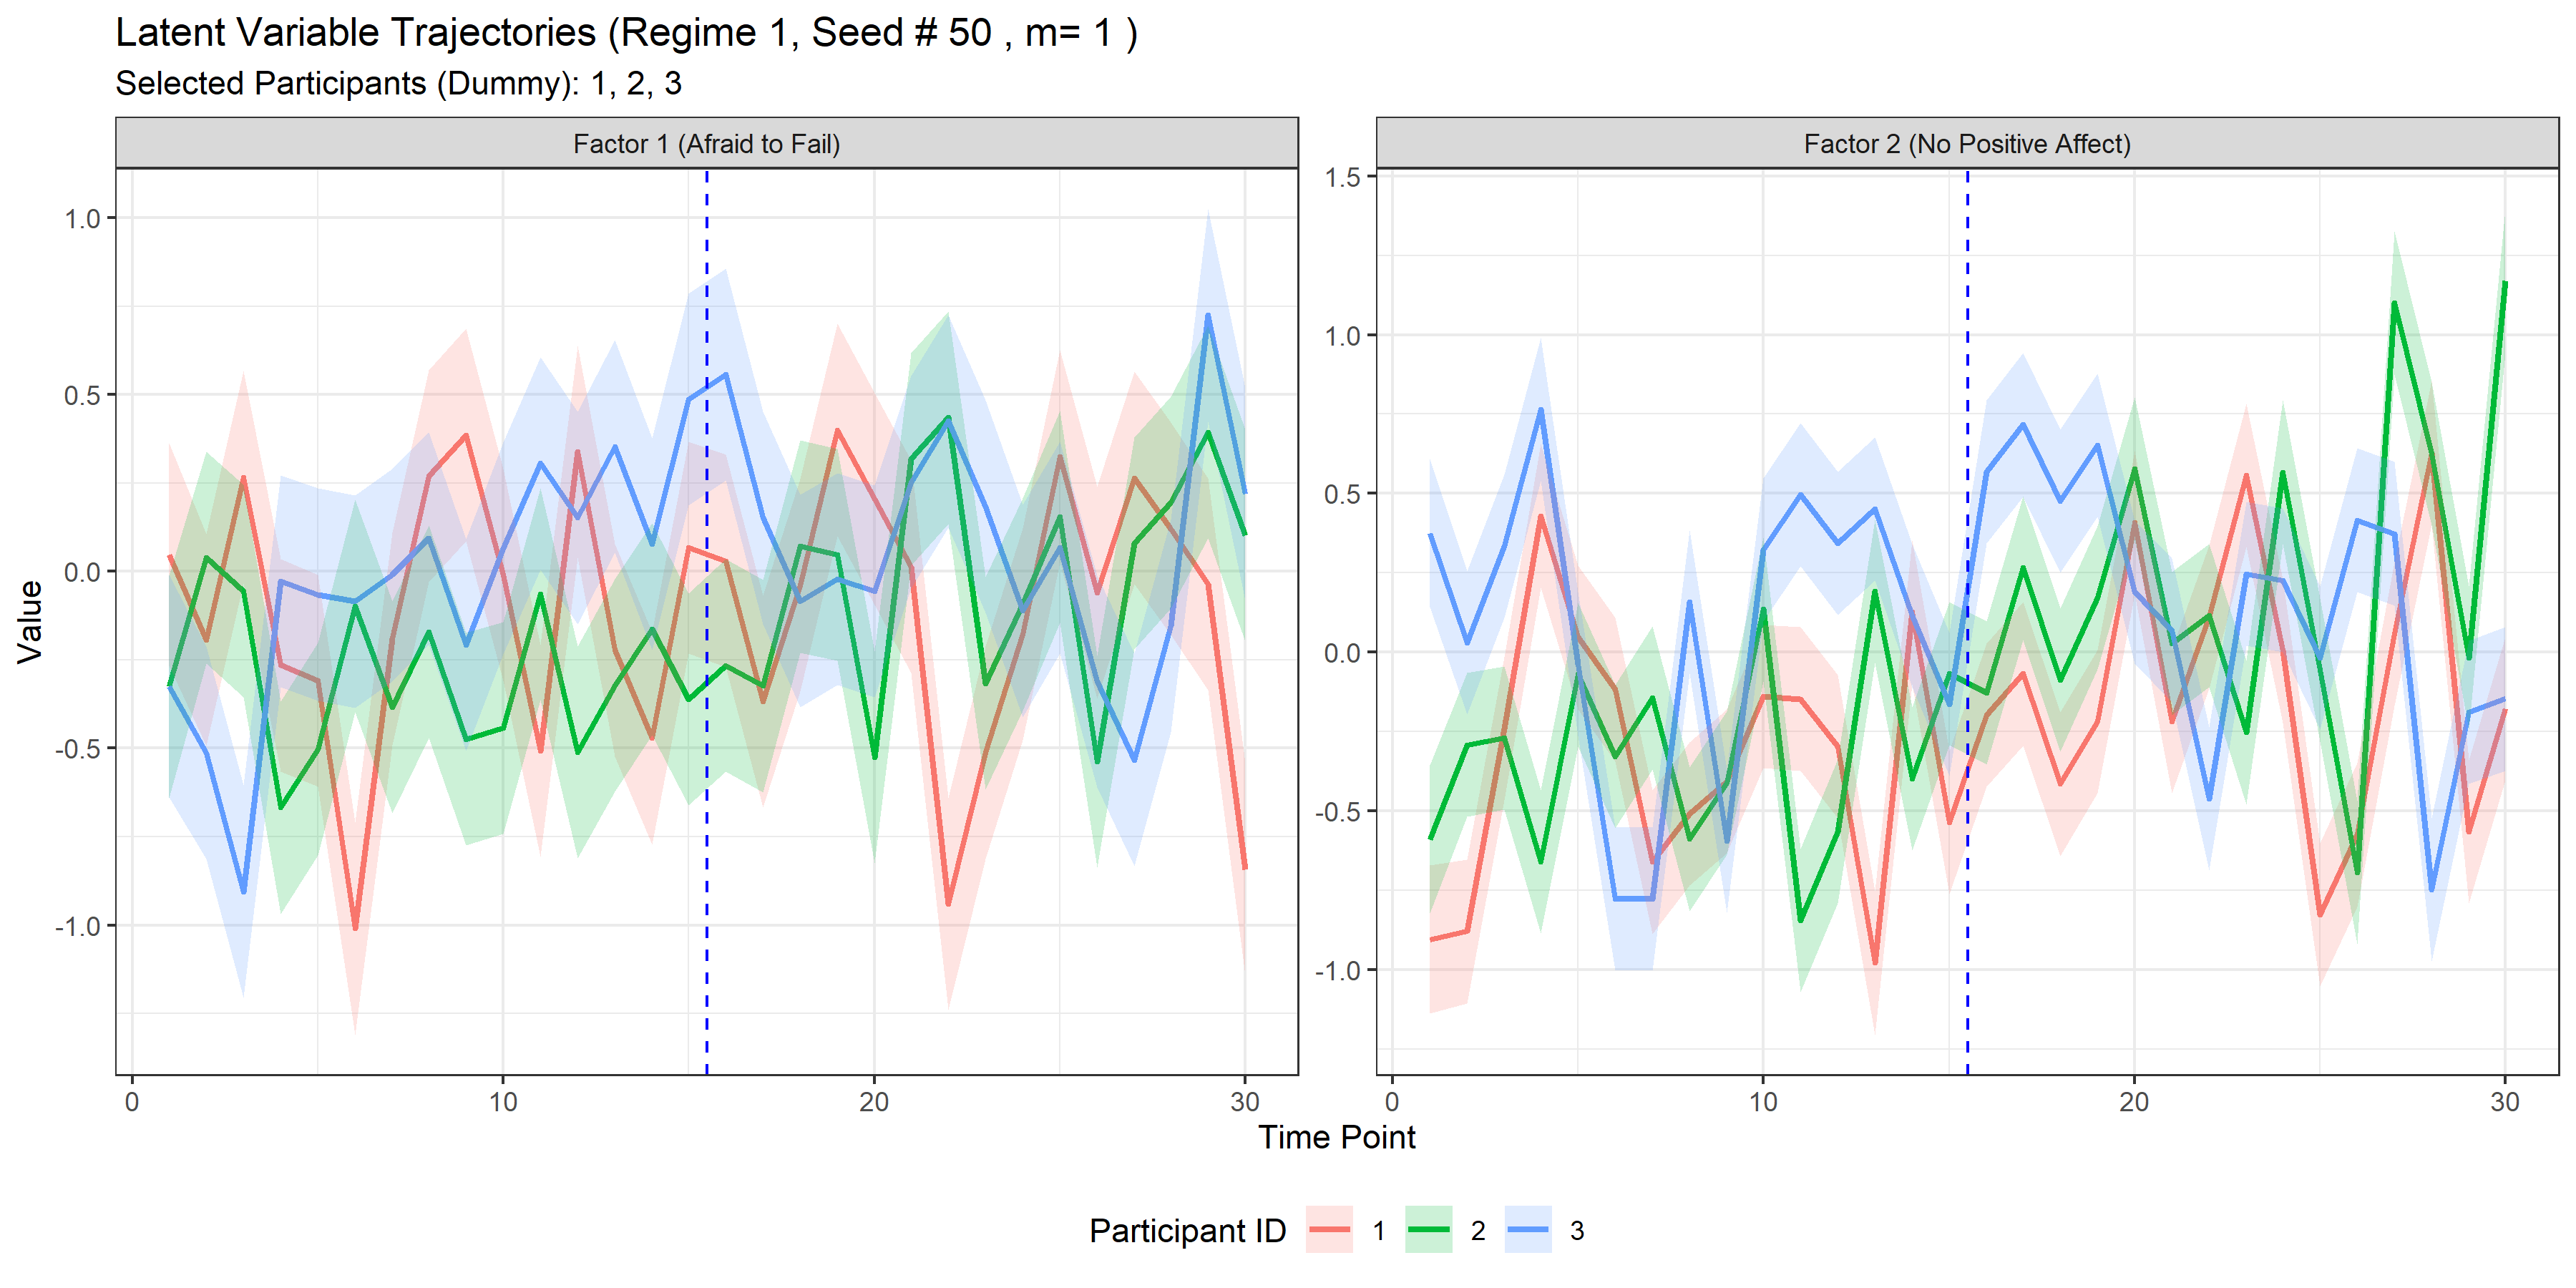 Latent Variable Trajectories (Regime 1, Seed # 50 , m= 1 )
Selected Participants (Dummy): 1, 2, 3
Factor 1 (Afraid to Fail)
Factor 2 (No Positive Affect)
Value
1.0
0.5
0.0
-0.5
-1.0
1.5
1.0
0.5
0.0
-0.5
-1.0
0 10 20 30
0 10 20 30
Time Point
Participant ID 1 2 3